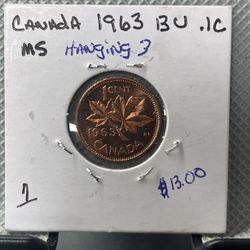 CANADA 1963 BU .1C
MS HANGING 3
1 CENT
1963
CANADA
1
$13.00